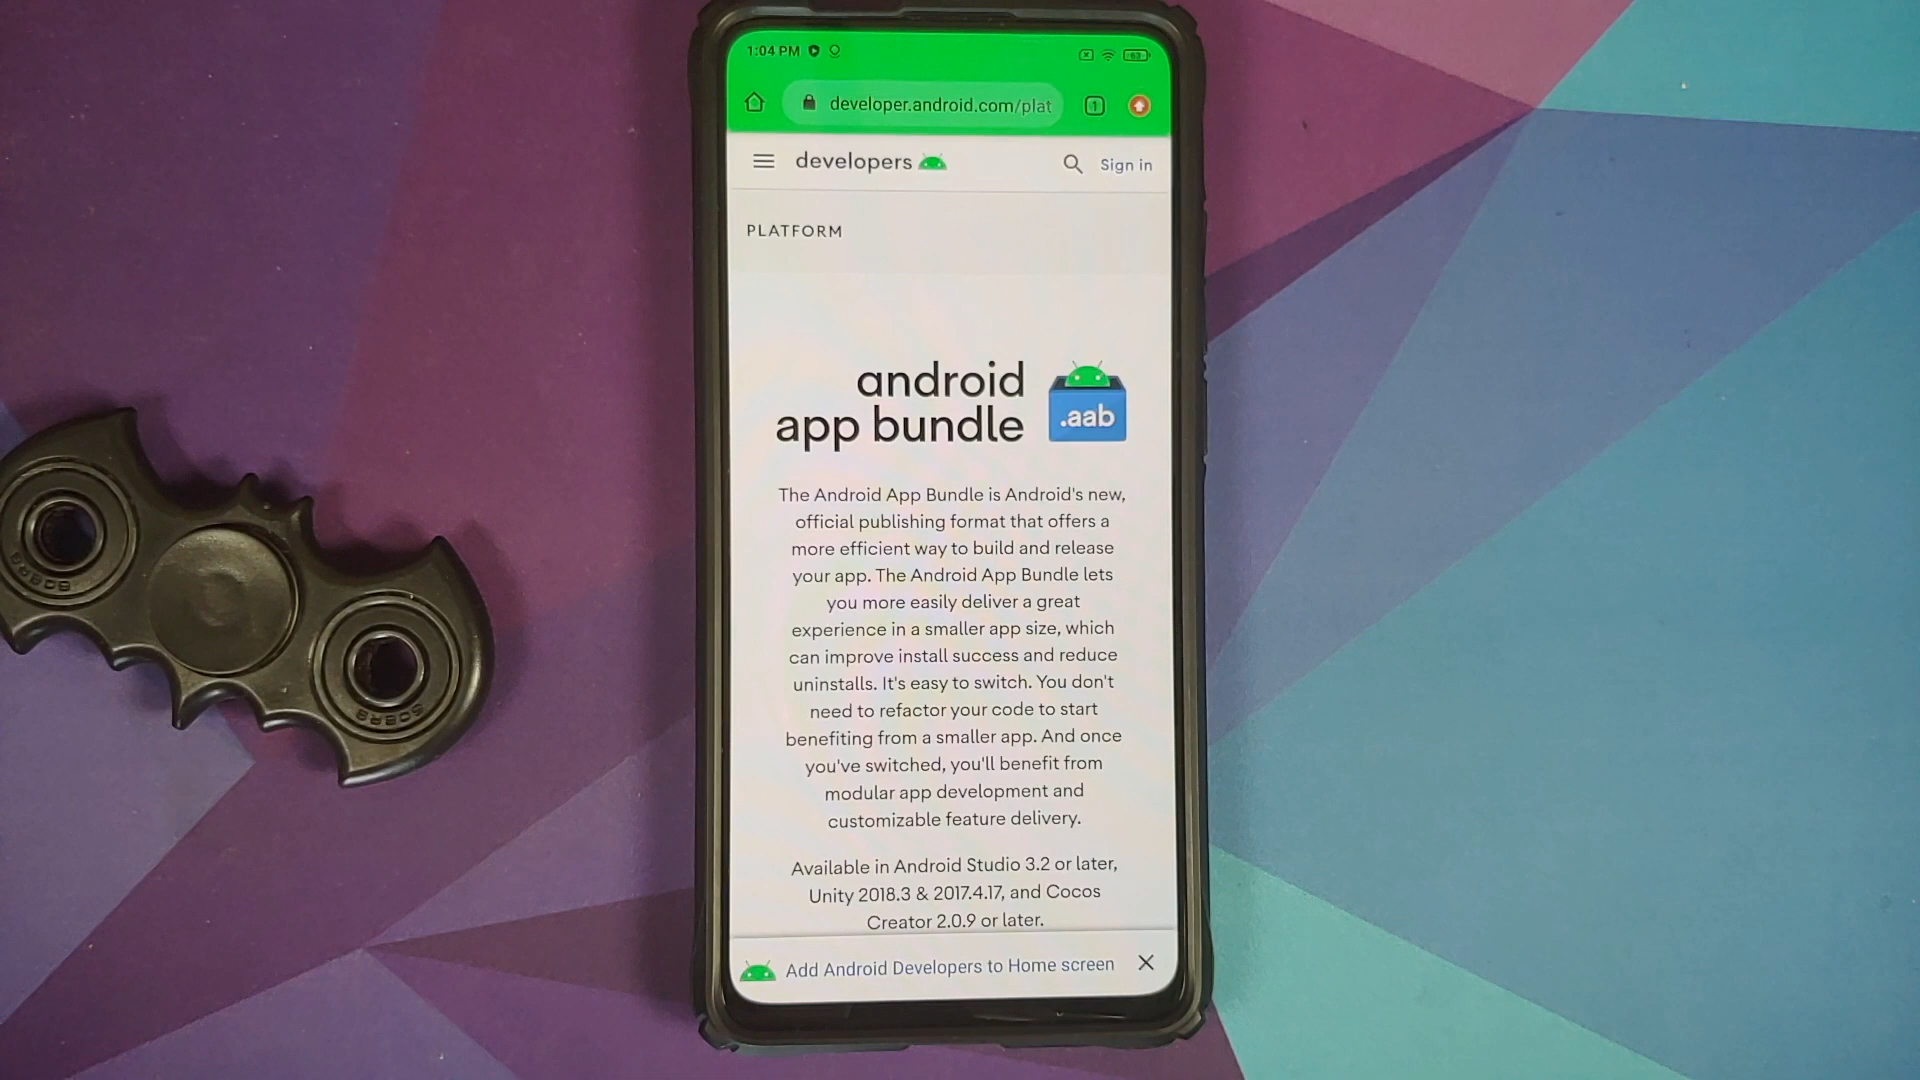 1:04 PM
63
developer.android.com/plat
1
developers
Sign in
PLATFORM
android
app bundle
.aab
The Android App Bundle is Android's new,
official publishing format that offers a
more efficient way to build and release
your app. The Android App Bundle lets
you more easily deliver a great
experience in a smaller app size, which
can improve install success and reduce
uninstalls. It's easy to switch. You don't
need to refactor your code to start
benefiting from a smaller app. And once
you've switched, you'll benefit from
modular app development and
customizable feature delivery.
Available in Android Studio 3.2 or later,
Unity 2018.3 & 2017.4.17, and Cocos
Creator 2.0.9 or later.
Add Android Developers to Home screen